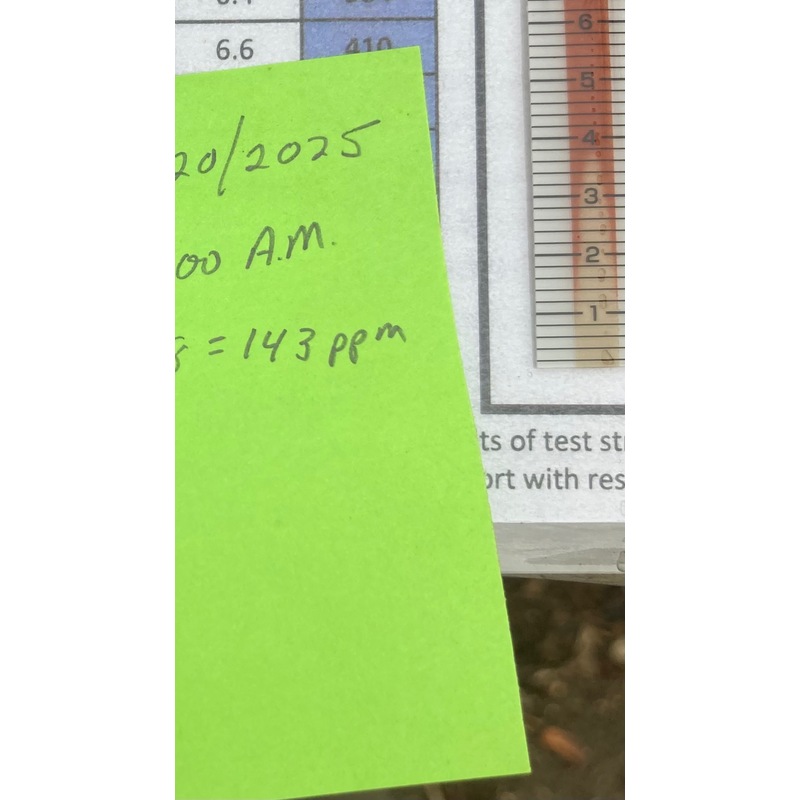 6.6 410
20/2025
00 A.M.
= 143 ppm
6
5
4
3
2
1
ts of test st
ort with res